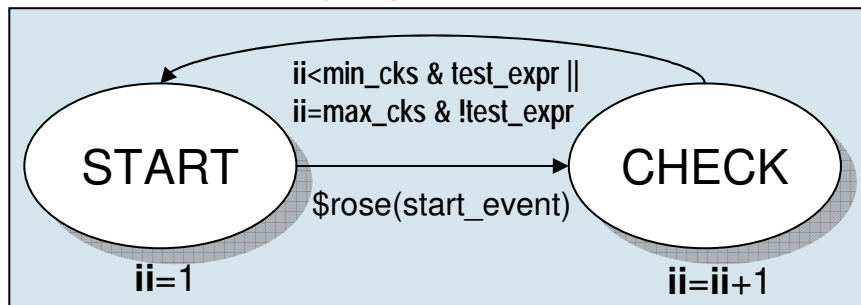 ii<min_cks & test_expr ||
ii=max_cks & !test_expr
START
CHECK
$rose(start_event)
ii=1
ii=ii+1